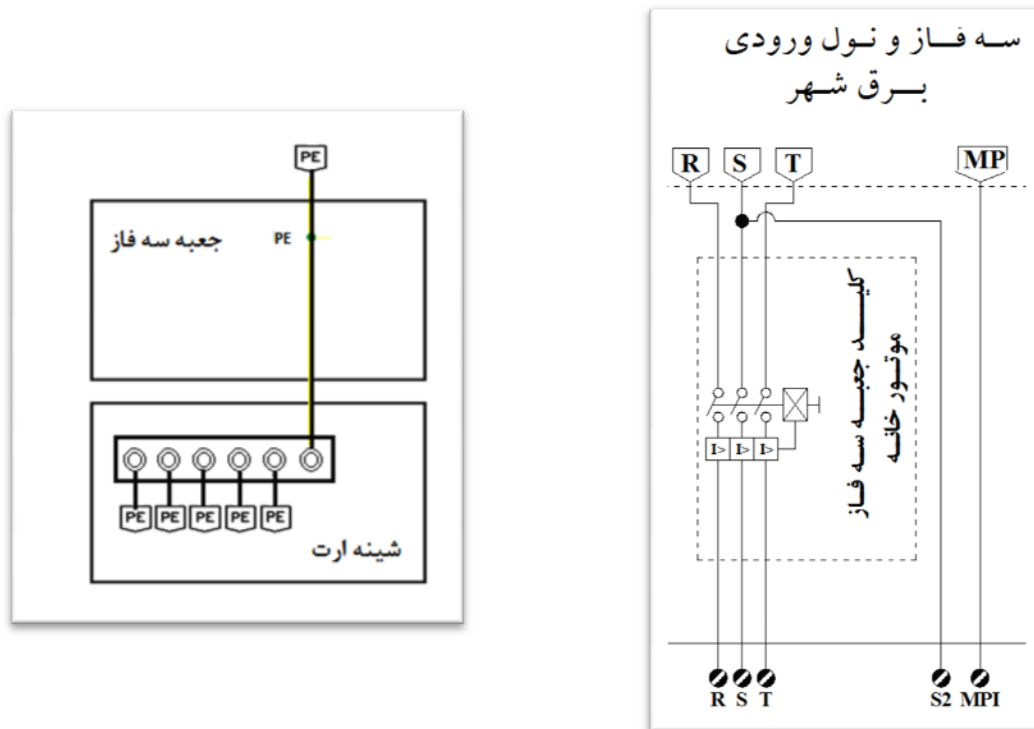 PE
جعبه سه فاز
PE
PE PE PE PE PE
شینه ارت
سه فاز و نول ورودی
برق شهر
R S T MP
کلید جعبه سه فاز
موتور خانه
I> I> I>
R S T S2 MPI